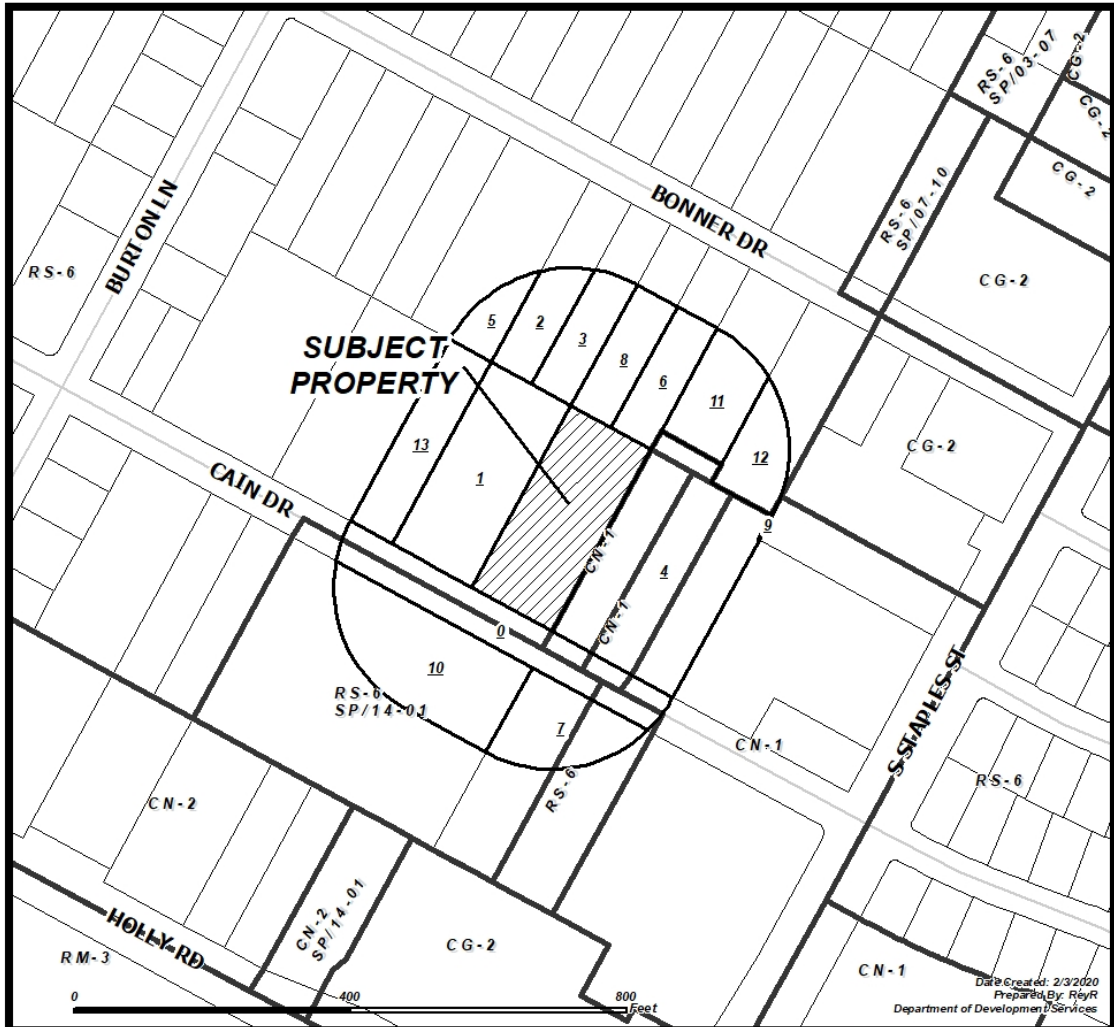 RS-6
SP/03-07
CG-2
CG-2
CG-2
BURTON LN
BONNER DR
RS-6
SP/07-10
RS-6
CG-2
SUBJECT
PROPERTY
5
2
3
8
6
11
12
CG-2
13
1
CAIN DR
9
CN-1
4
CN-1
0
10
RS-6
SP/14-01
7
CN-1
S STAPLES ST
RS-6
RS-6
CN-2
CN-2
SP/14-01
HOLLY RD
RM-3
CG-2
CN-1
0 400 800
Feet
Date Created: 2/3/2020
Prepared By: ReyR
Department of Development Services